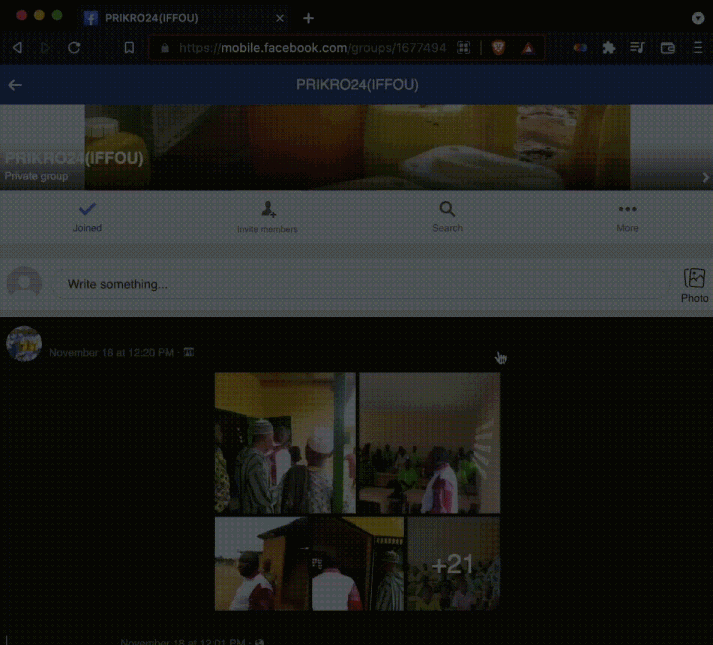 PRIKRO24(IFFOU)
https://mobile.facebook.com/groups/1677494
PRIKRO24(IFFOU)
PRIKRO24(IFFOU)
Private group
Joined
Invite members
Search
More
Write something...
Photo
November 18 at 12:20 PM ·
+21
November 18 at 12:01 PM ·